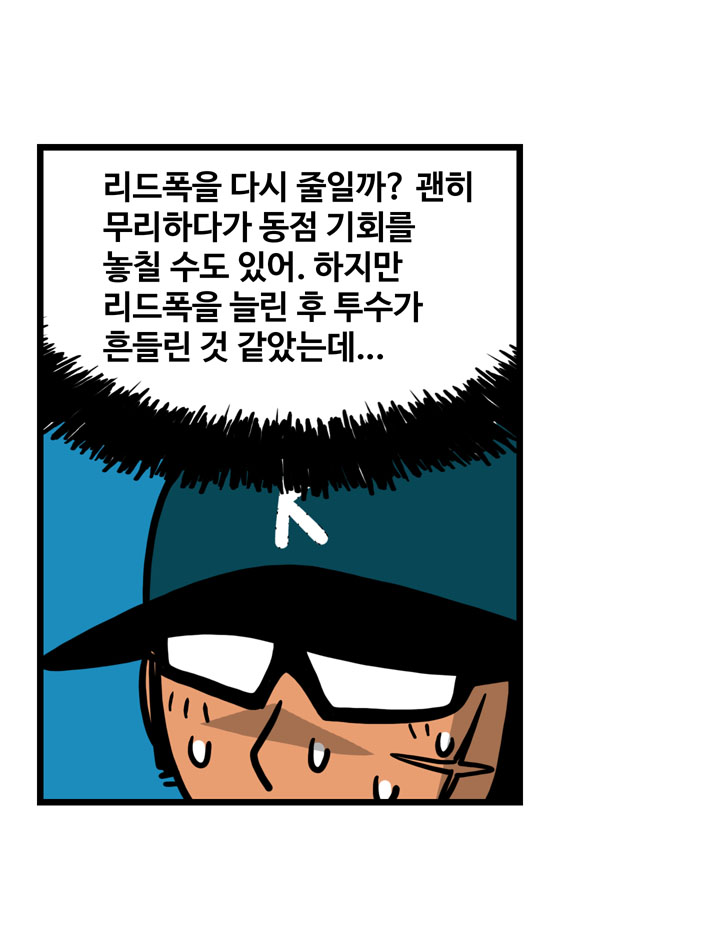 리드폭을 다시 줄일까? 괜히
무리하다가 동점 기회를
놓칠 수도 있어. 하지만
리드폭을 늘린 후 투수가
흔들린 것 같았는데...